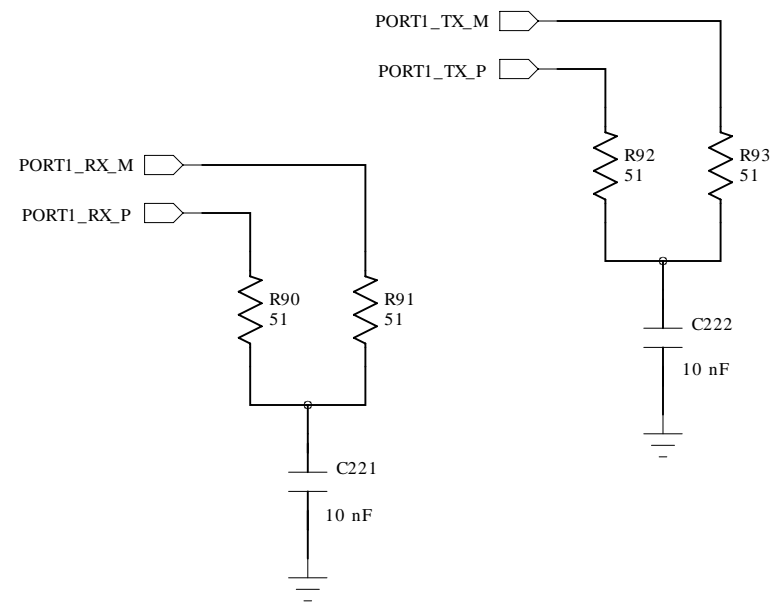 PORT1_TX_M
PORT1_TX_P
R92
51
R93
51
PORT1_RX_M
PORT1_RX_P
R90
51
R91
51
C222
10 nF
C221
10 nF